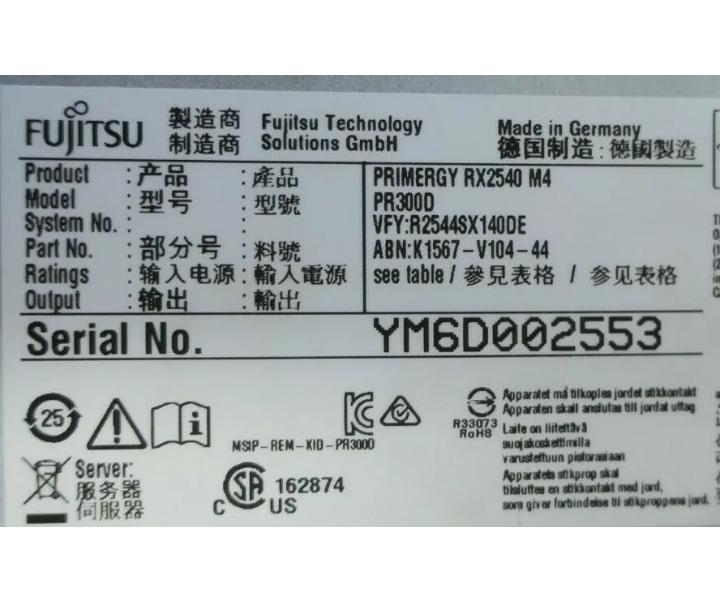 FUJITSU 製造商 Fujitsu Technology Made in Germany
制造商 Solutions GmbH 德国制造 : 德國製造
Product : 产品 : 產品 PRIMERGY RX2540 M4
Model : 型号 : 型號 PR300D
System No. : : VFY:R2544SX140DE
Part No. : 部分号 : 料號 ABN:K1567-V104-44
Ratings : 输入电源 : 輸入電源 see table / 參見表格 / 参见表格
Output : 输出 : 輸出
Serial No. YM6D002553
25
MSIP-REM-KID-PR3000
R33073
RoHS
Apparatet må tilkoples jordet stikkontakt
Apparaten skall anslutas till jordat uttag
Laite on liitettävä
suojakoskettimilla
varustettuun pistorasiaan
Apparatets stikprop skal
tilsluttes en stikkontakt med jord,
som giver forbindelse til stikproppens jord.
Server:
服务器
伺服器
C SA US 162874